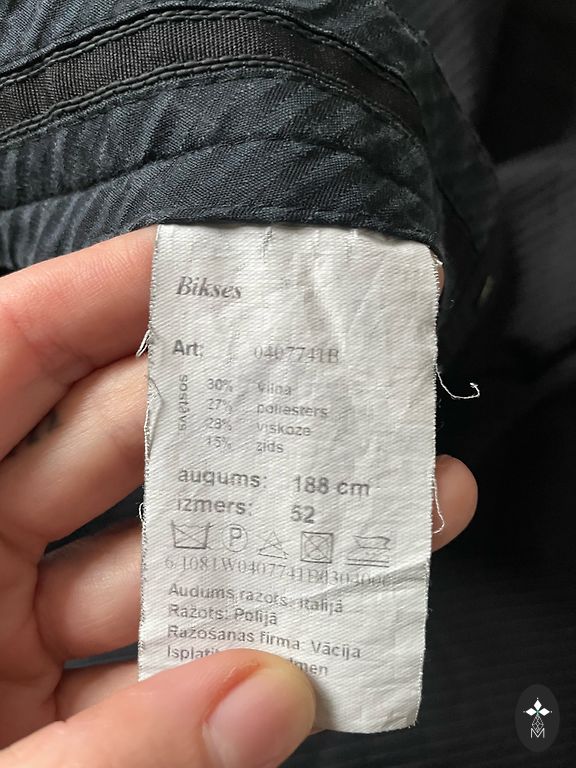 Bikses
Art: 0407741B
sastāvs
30% vilna
27% poliesters
28% viskoze
15% zīds
augums: 188 cm
izmers: 52
P
Audums ražots: Itālijā
Ražots: Polijā
Ražošanas firma: Vācija
M